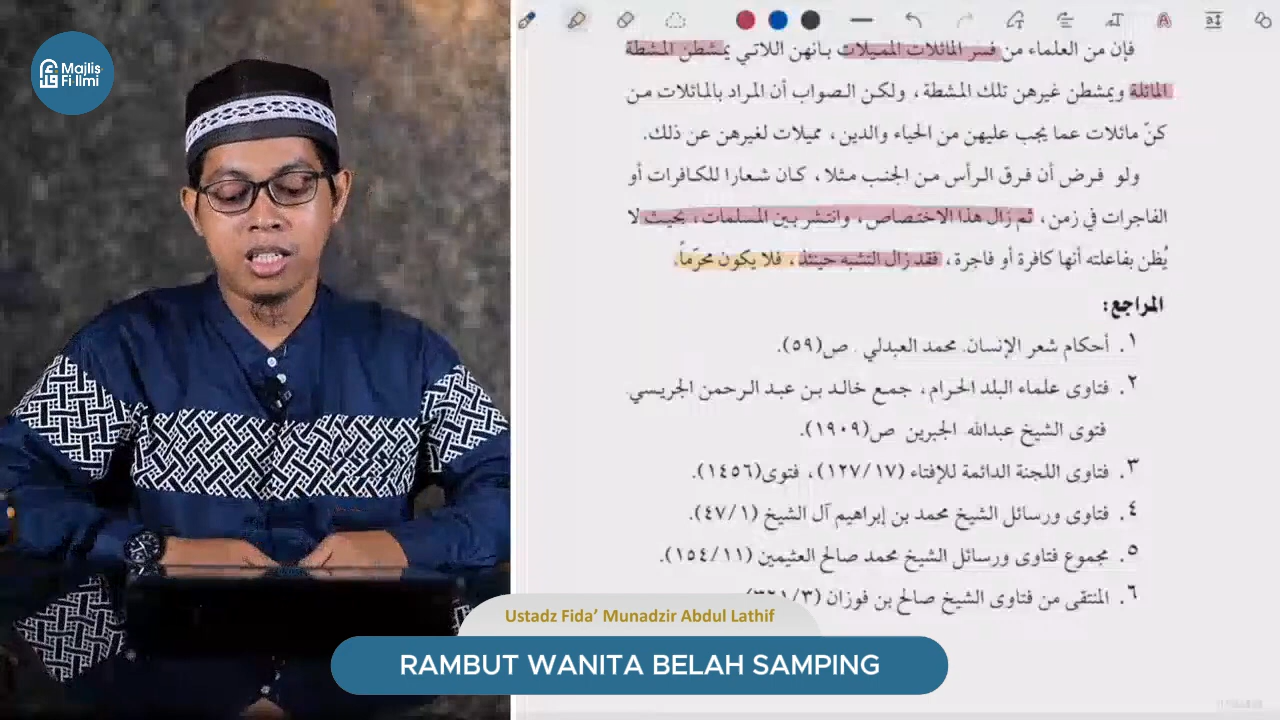 Majlis
Fi Ilmi
فإن من العلماء من فسر المائلات المميلات بأنهن اللاتي يمشطن المشطة
المائلة ويمشطن غيرهن تلك المشطة، ولكن الصواب أن المراد بالمائلات من
كنّ مائلات عما يجب عليهن من الحياء والدين، مميلات لغيرهن عن ذلك.
ولو فرض أن فرق الرأس من الجنب مثلا، كان شعارا للكافرات أو
الفاجرات في زمن، ثم زال هذا الاختصاص، وانتشر بين المسلمات، بحيث لا
يُظن بفاعلته أنها كافرة أو فاجرة، فقد زال التشبه حينئذ، فلا يكون محرّماً.
المراجع:
١. أحكام شعر الإنسان. محمد العبدلي . ص(٥٩).
٢. فتاوى علماء البلد الحرام، جمع خالد بن عبد الرحمن الجريسي.
فتوى الشيخ عبدالله الجبرين ص(١٩٠٩).
٣. فتاوى اللجنة الدائمة للإفتاء (١٢٧/١٧)، فتوى(١٤٥٦).
٤. فتاوى ورسائل الشيخ محمد بن إبراهيم آل الشيخ (٤٧/١).
٥. مجموع فتاوى ورسائل الشيخ محمد صالح العثيمين (١٥٤/١١).
٦. المنتقى من فتاوى الشيخ صالح بن فوزان
Ustadz Fida’ Munadzir Abdul Lathif
RAMBUT WANITA BELAH SAMPING